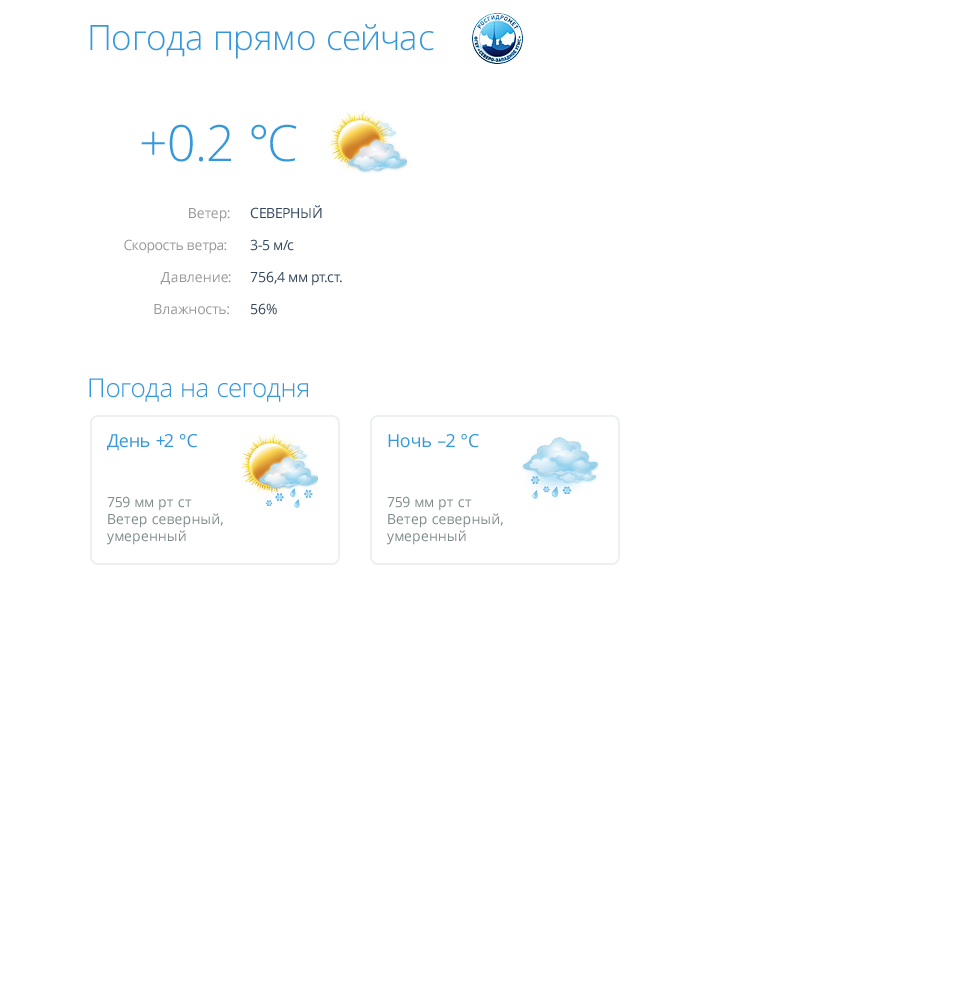 Погода прямо сейчас
РОСГИДРОМЕТ
+0.2 °C
Ветер: СЕВЕРНЫЙ
Скорость ветра: 3-5 м/с
Давление: 756,4 мм рт.ст.
Влажность: 56%
Погода на сегодня
День +2 °C
759 мм рт ст
Ветер северный,
умеренный
Ночь –2 °C
759 мм рт ст
Ветер северный,
умеренный